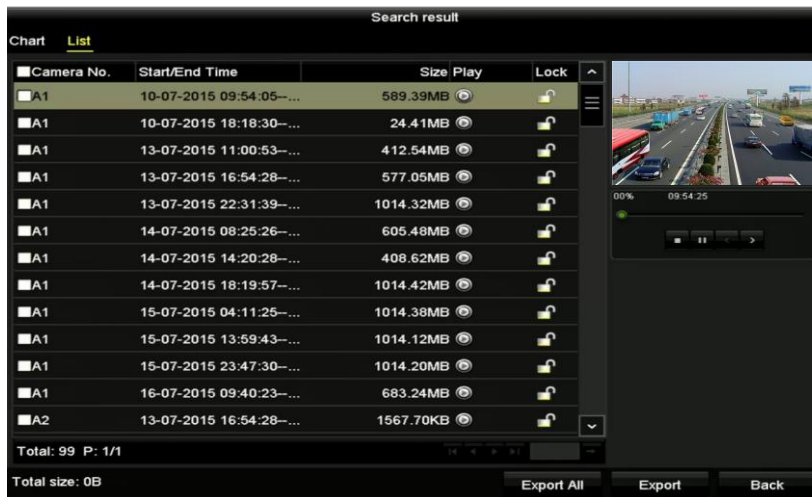 Search result
Chart List
Camera No. Start/End Time Size Play Lock
A1 10-07-2015 09:54:05--... 589.39MB
A1 10-07-2015 18:18:30--... 24.41MB
A1 13-07-2015 11:00:53--... 412.54MB
A1 13-07-2015 16:54:28--... 577.05MB
A1 13-07-2015 22:31:39--... 1014.32MB
A1 14-07-2015 08:25:26--... 605.48MB
A1 14-07-2015 14:20:28--... 408.62MB
A1 14-07-2015 18:19:57--... 1014.42MB
A1 15-07-2015 04:11:25--... 1014.38MB
A1 15-07-2015 13:59:43--... 1014.12MB
A1 15-07-2015 23:47:30--... 1014.20MB
A1 16-07-2015 09:40:23--... 683.24MB
A2 13-07-2015 16:54:28--... 1567.70KB
00% 09:54:25
Total: 99 P: 1/1
Total size: 0B
Export All Export Back